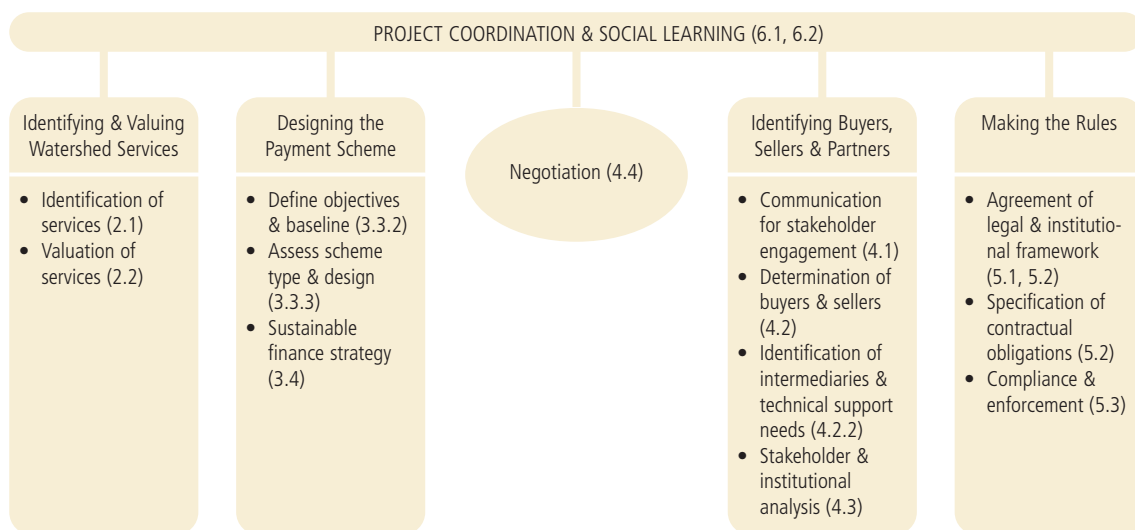 PROJECT COORDINATION & SOCIAL LEARNING (6.1, 6.2)
Identifying & Valuing
Watershed Services
• Identification of
services (2.1)
• Valuation of
services (2.2)
Designing the
Payment Scheme
• Define objectives
& baseline (3.3.2)
• Assess scheme
type & design
(3.3.3)
• Sustainable
finance strategy
(3.4)
Negotiation (4.4)
Identifying Buyers,
Sellers & Partners
• Communication
for stakeholder
engagement (4.1)
• Determination of
buyers & sellers
(4.2)
• Identification of
intermediaries &
technical support
needs (4.2.2)
• Stakeholder &
institutional
analysis (4.3)
Making the Rules
• Agreement of
legal & institutio-
nal framework
(5.1, 5.2)
• Specification of
contractual
obligations (5.2)
• Compliance &
enforcement (5.3)